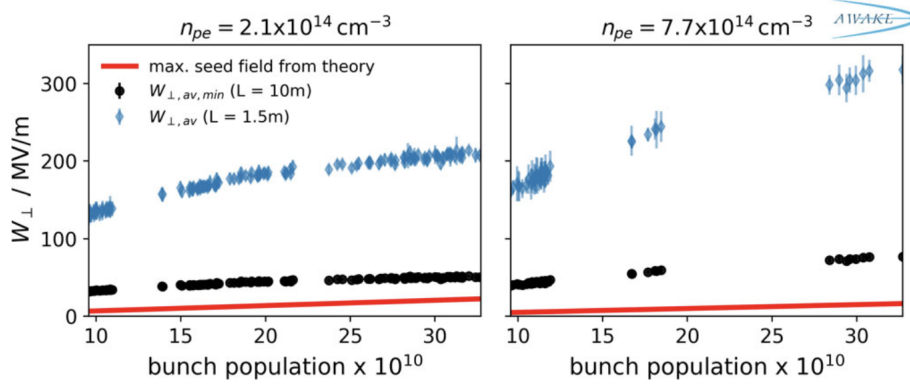 n_pe = 2.1x10^14 cm^−3
n_pe = 7.7x10^14 cm^−3
AWAKE
max. seed field from theory
W_⊥,av,min (L = 10m)
W_⊥,av (L = 1.5m)
W_⊥ / MV/m
300
200
100
0
10 15 20 25 30
10 15 20 25 30
bunch population x 10^10
bunch population x 10^10